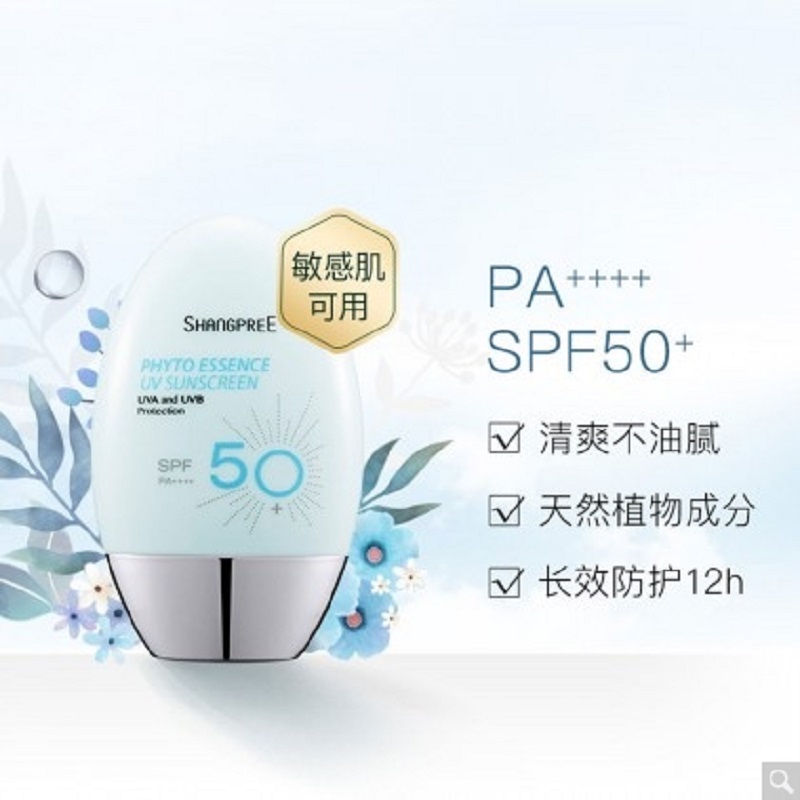 敏感肌
可用
SHANGPREE
PHYTO ESSENCE
UV SUNSCREEN
UVA and UVB
Protection
SPF 50+
PA++++
PA++++
SPF50+
清爽不油腻
天然植物成分
长效防护12h